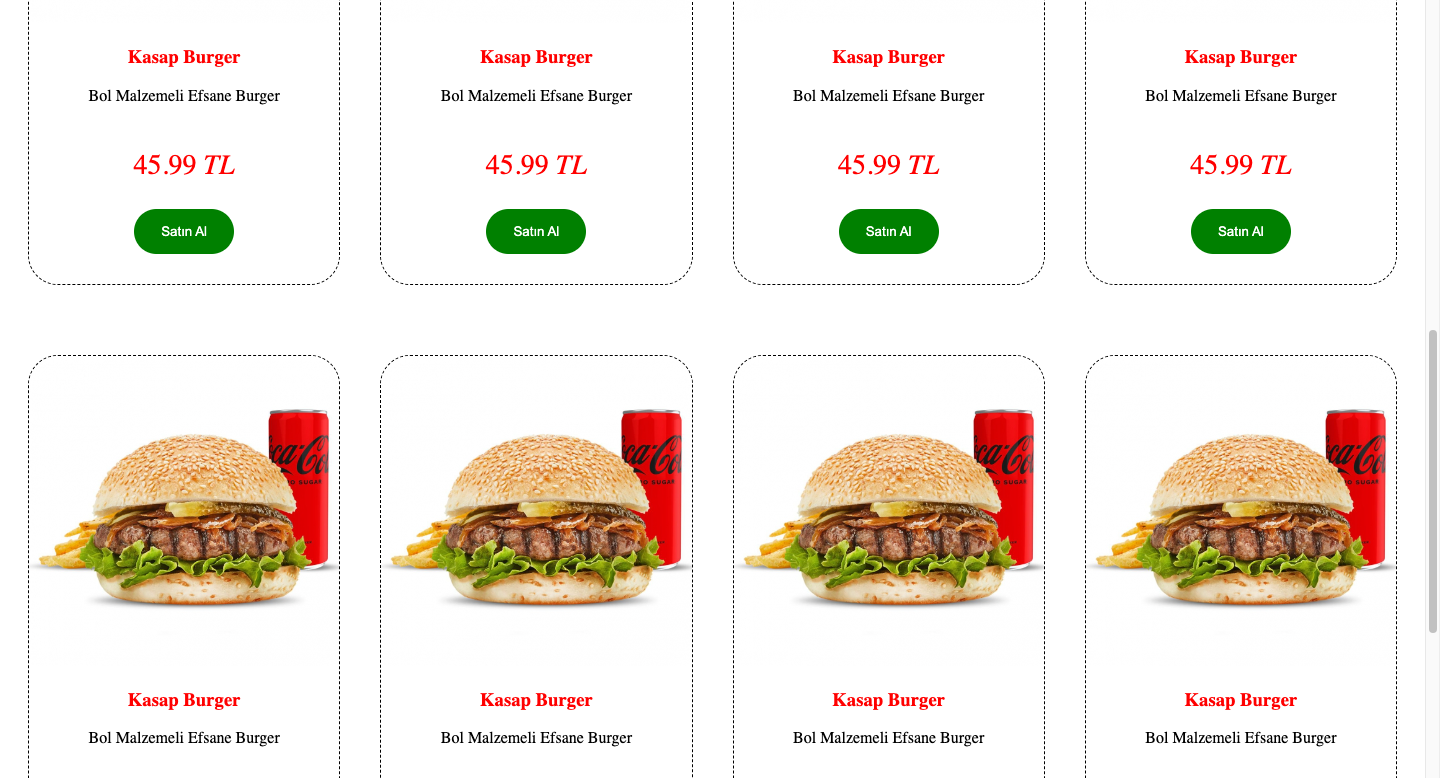 Kasap Burger Kasap Burger Kasap Burger Kasap Burger
Bol Malzemeli Efsane Burger Bol Malzemeli Efsane Burger Bol Malzemeli Efsane Burger Bol Malzemeli Efsane Burger
45.99 TL 45.99 TL 45.99 TL 45.99 TL
Satın Al Satın Al Satın Al Satın Al
Kasap Burger Kasap Burger Kasap Burger Kasap Burger
Bol Malzemeli Efsane Burger Bol Malzemeli Efsane Burger Bol Malzemeli Efsane Burger Bol Malzemeli Efsane Burger